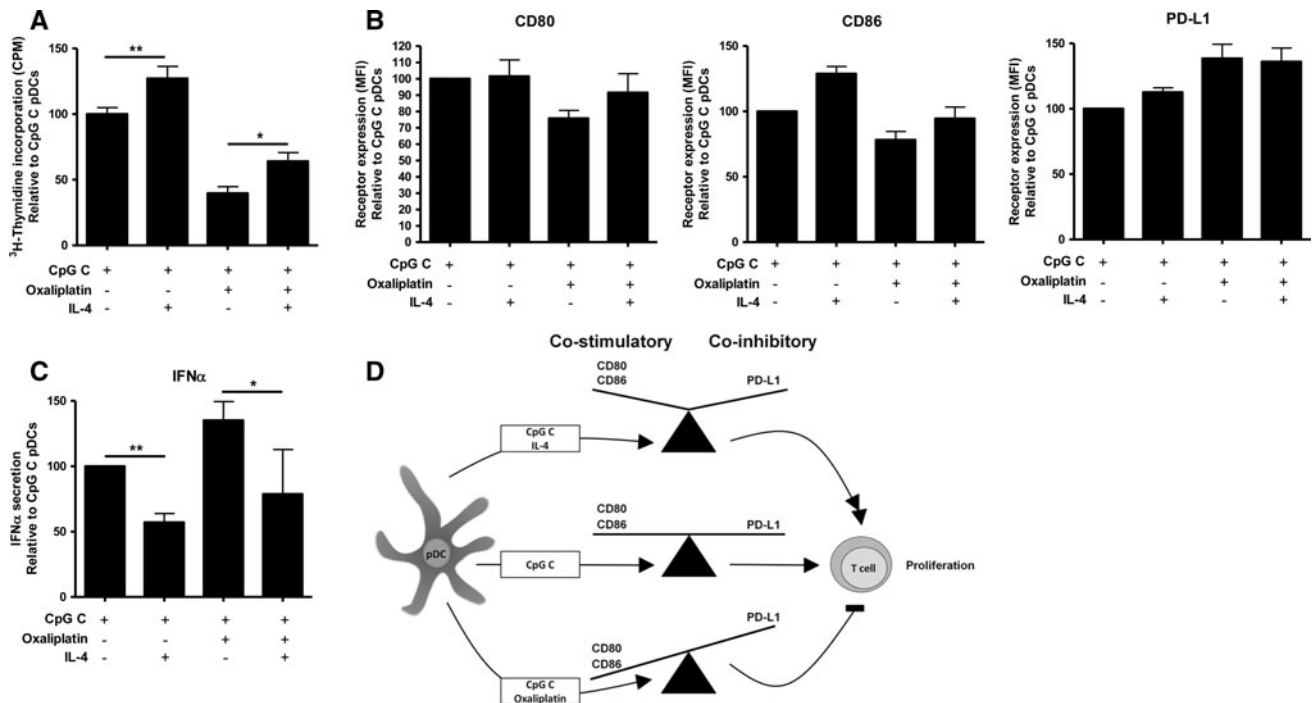 A
³H-Thymidine incorporation (CPM)
Relative to CpG C pDCs
150
100
50
0
**
*
CpG C + + + +
Oxaliplatin - - + +
IL-4 - + - +
B
CD80
Receptor expression (MFI)
Relative to CpG C pDCs
120
110
100
90
80
70
60
50
40
30
20
10
0
CpG C + + + +
Oxaliplatin - - + +
IL-4 - + - +
CD86
Receptor expression (MFI)
Relative to CpG C pDCs
150
100
50
0
CpG C + + + +
Oxaliplatin - - + +
IL-4 - + - +
PD-L1
Receptor expression (MFI)
Relative to CpG C pDCs
150
100
50
0
CpG C + + + +
Oxaliplatin - - + +
IL-4 - + - +
C
IFNα
IFNα secretion
Relative to CpG C pDCs
150
100
50
0
**
*
CpG C + + + +
Oxaliplatin - - + +
IL-4 - + - +
D
Co-stimulatory Co-inhibitory
CD80
CD86
PD-L1
CpG C
IL-4
CD80
CD86
PD-L1
pDC
CpG C
T cell
Proliferation
CD80
CD86
PD-L1
CpG C
Oxaliplatin